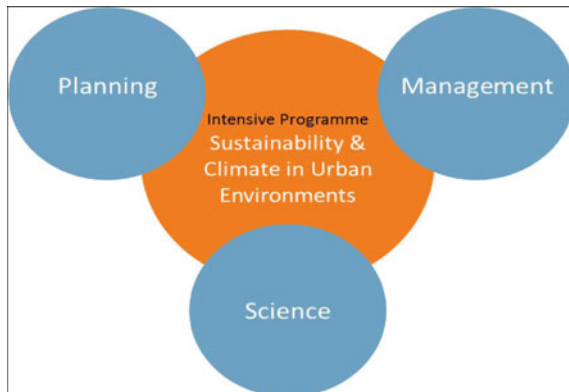 Planning
Management
Intensive Programme
Sustainability &
Climate in Urban
Environments
Science